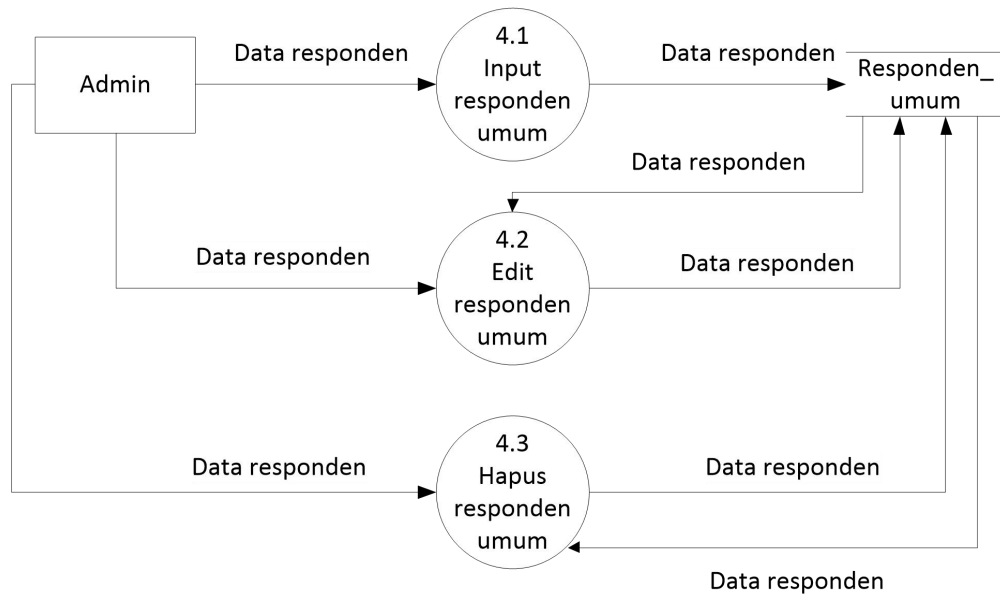 Admin
Data responden
4.1
Input
responden
umum
Data responden
Responden_
umum
Data responden
Data responden
4.2
Edit
responden
umum
Data responden
Data responden
4.3
Hapus
responden
umum
Data responden
Data responden